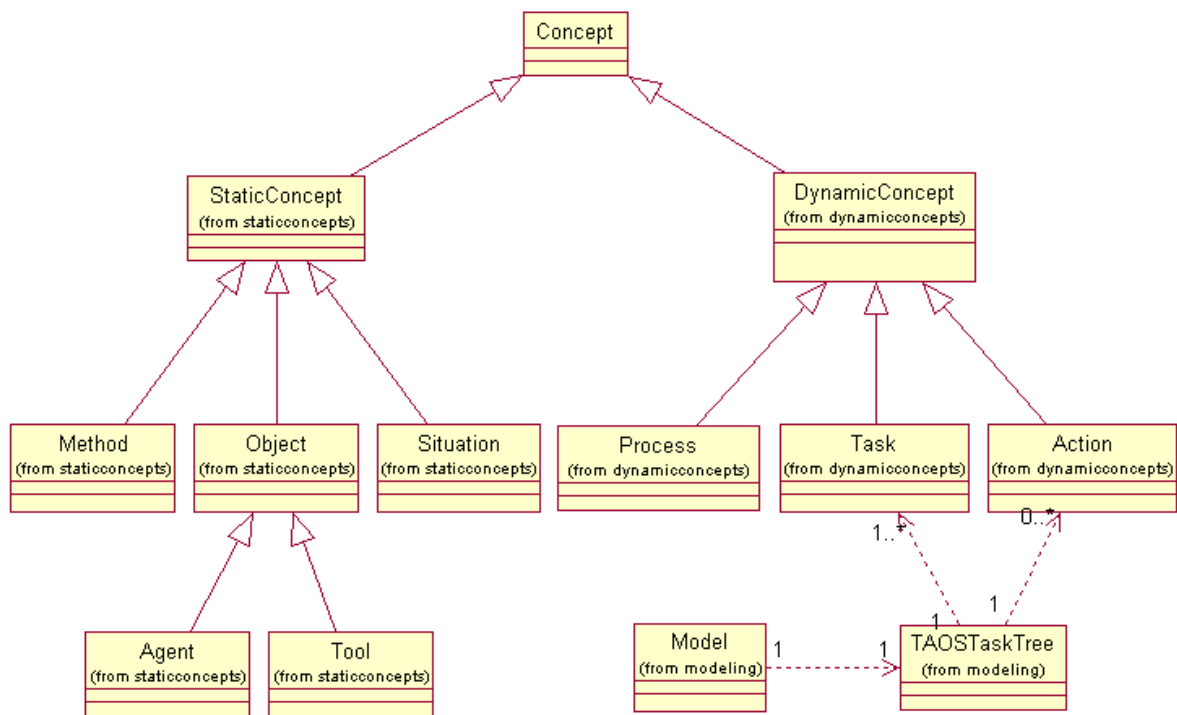 Concept
StaticConcept
(from staticconcepts)
DynamicConcept
(from dynamicconcepts)
Method
(from staticconcepts)
Object
(from staticconcepts)
Situation
(from staticconcepts)
Process
(from dynamicconcepts)
Task
(from dynamicconcepts)
Action
(from dynamicconcepts)
1..*
0..*
1
1
Agent
(from staticconcepts)
Tool
(from staticconcepts)
Model
(from modeling)
1
1
TAOSTaskTree
(from modeling)